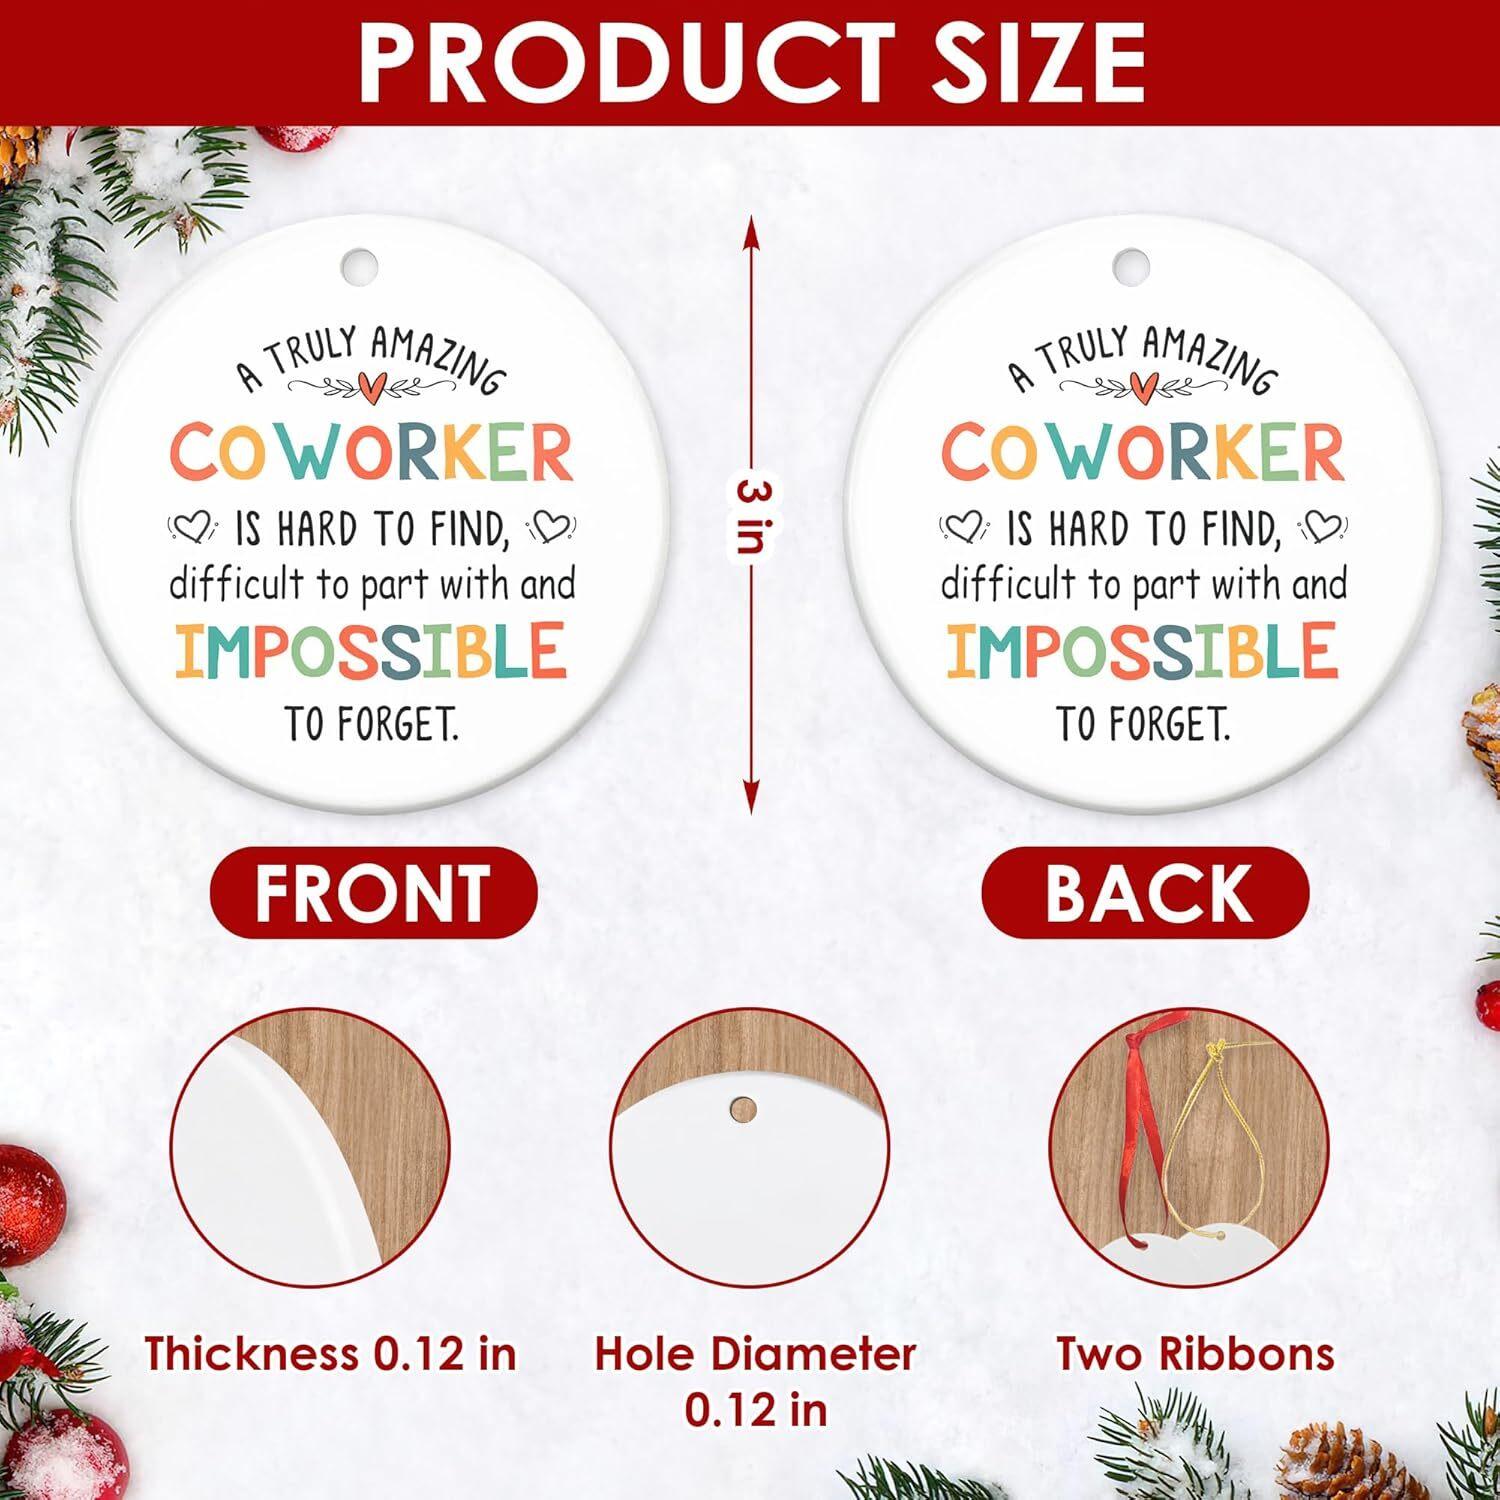 PRODUCT SIZE
A TRULY AMAZING
COWORKER
IS HARD TO FIND,
difficult to part with and
IMPOSSIBLE
TO FORGET.
3 in
A TRULY AMAZING
COWORKER
IS HARD TO FIND,
difficult to part with and
IMPOSSIBLE
TO FORGET.
FRONT
BACK
Thickness 0.12 in
Hole Diameter
0.12 in
Two Ribbons